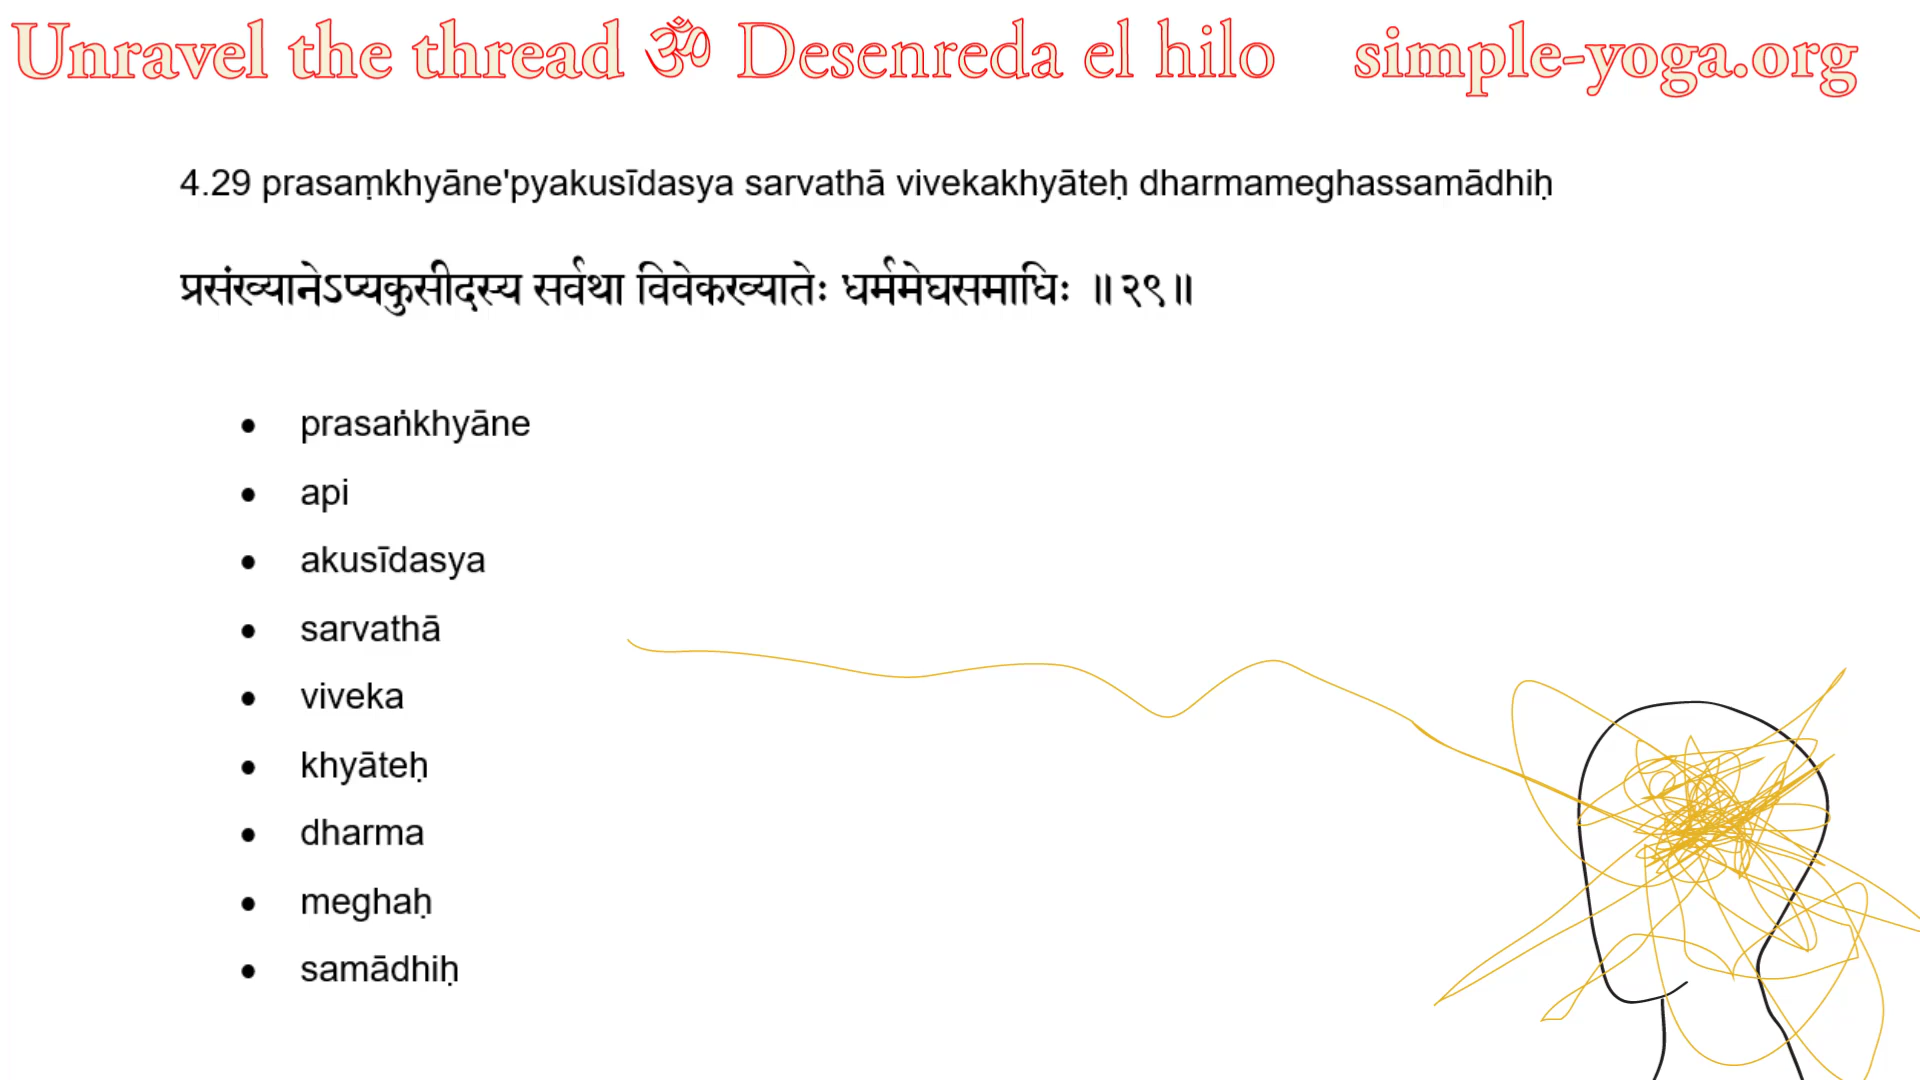 Unravel the thread ॐ Desenreda el hilo simple-yoga.org
4.29 prasaṃkhyāne'pyakusīdasya sarvathā vivekakhyāteḥ dharmameghassamādhiḥ
प्रसंख्यानेऽप्यकुसीदस्य सर्वथा विवेकख्यातेः धर्ममेघसमाधिः ॥२९॥
• prasaṅkhyāne
• api
• akusīdasya
• sarvathā
• viveka
• khyāteḥ
• dharma
• meghaḥ
• samādhiḥ